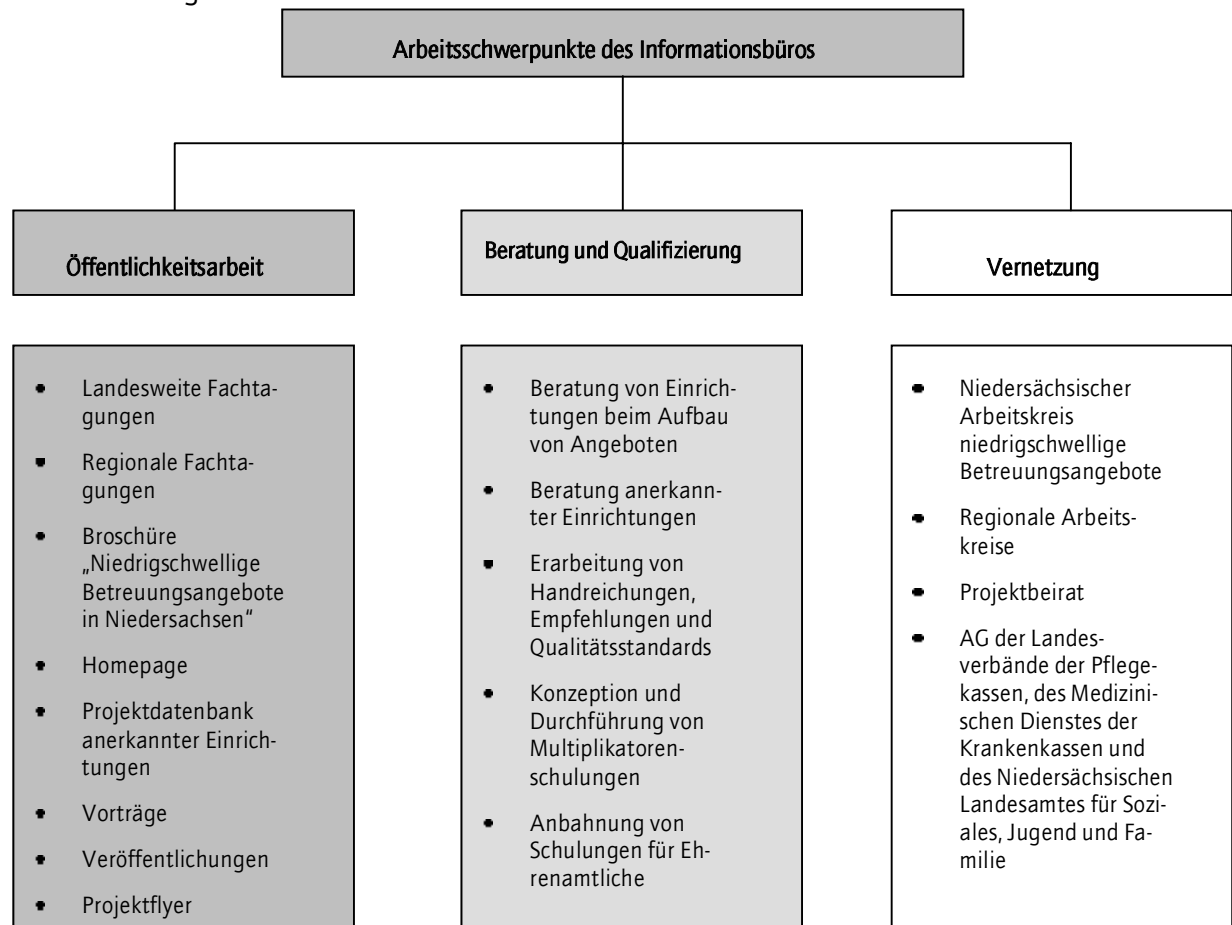 Arbeitsschwerpunkte des Informationsbüros
Öffentlichkeitsarbeit
• Landesweite Fachta-
gungen
• Regionale Fachta-
gungen
• Broschüre
„Niedrigschwellige
Betreuungsangebote
in Niedersachsen“
• Homepage
• Projektdatenbank
anerkannter Einrich-
tungen
• Vorträge
• Veröffentlichungen
• Projektflyer
Beratung und Qualifizierung
• Beratung von Einrich-
tungen beim Aufbau
von Angeboten
• Beratung anerkann-
ter Einrichtungen
• Erarbeitung von
Handreichungen,
Empfehlungen und
Qualitätsstandards
• Konzeption und
Durchführung von
Multiplikatoren-
schulungen
• Anbahnung von
Schulungen für Eh-
renamtliche
Vernetzung
• Niedersächsischer
Arbeitskreis
niedrigschwellige
Betreuungsangebote
• Regionale Arbeits-
kreise
• Projektbeirat
• AG der Landes-
verbände der Pflege-
kassen, des Medizini-
schen Dienstes der
Krankenkassen und
des Niedersächsischen
Landesamtes für Sozi-
ales, Jugend und Fa-
milie